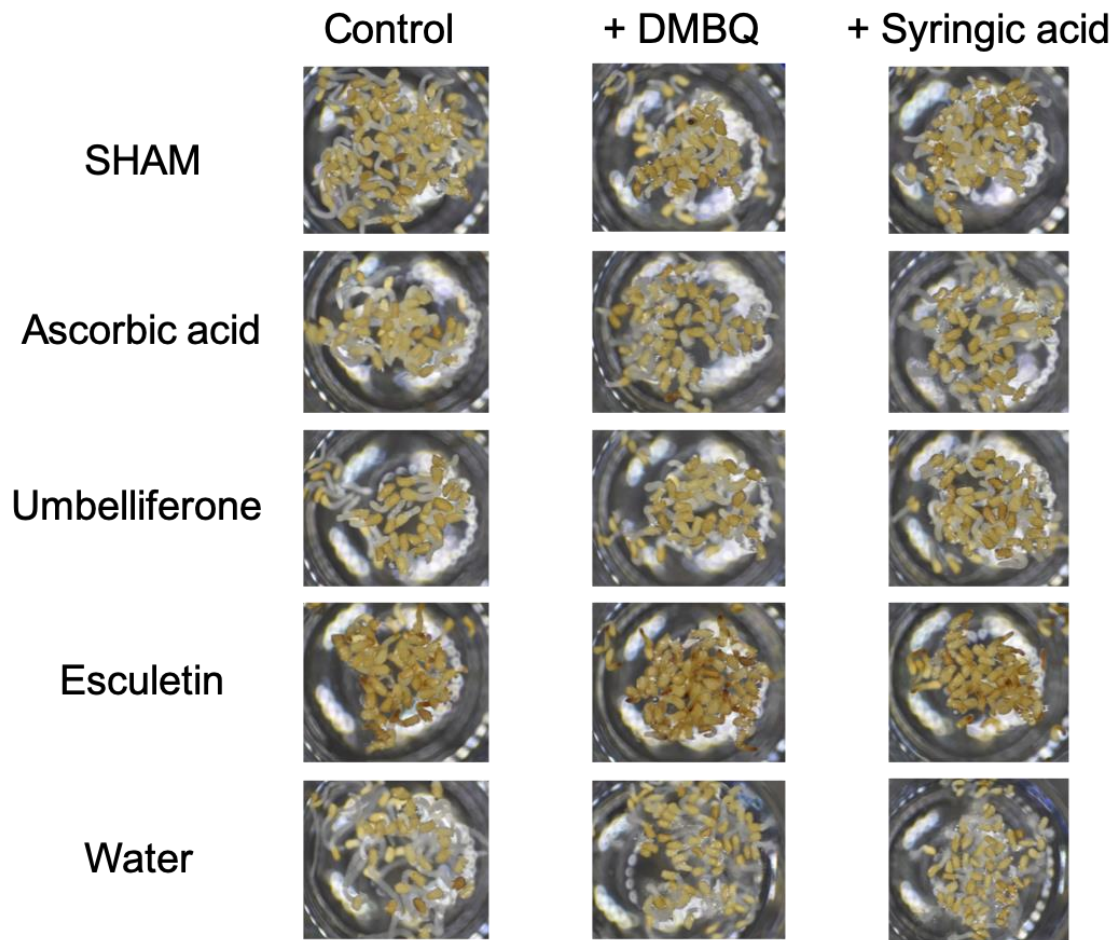 Control + DMBQ + Syringic acid
SHAM
Ascorbic acid
Umbelliferone
Esculetin
Water